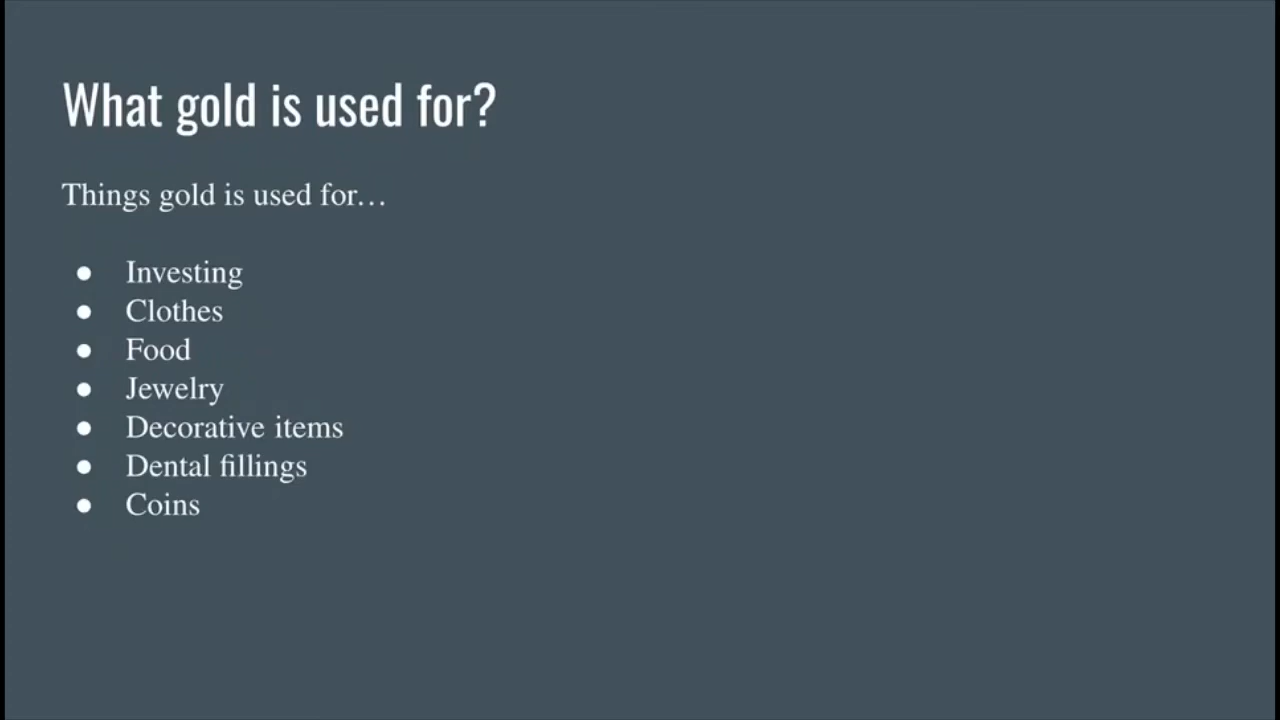 What gold is used for?
Things gold is used for…
● Investing
● Clothes
● Food
● Jewelry
● Decorative items
● Dental fillings
● Coins